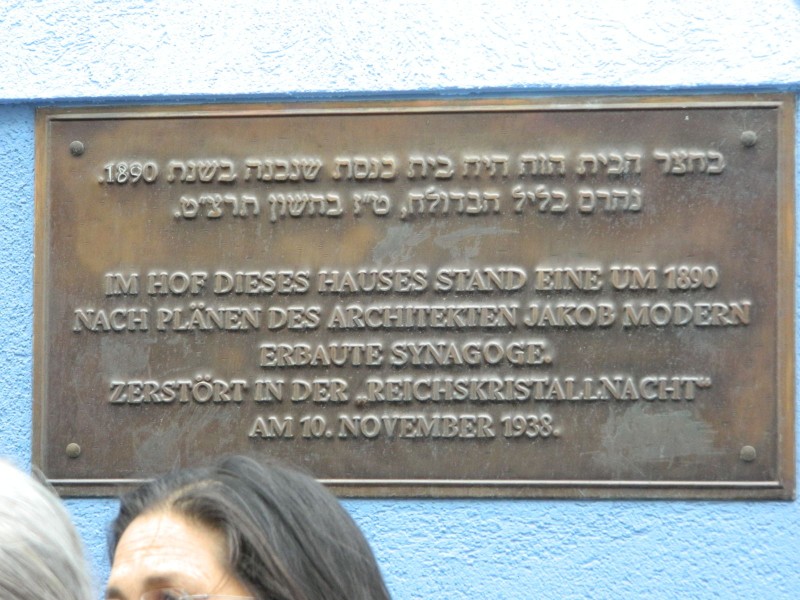 בחצר הבית הזה היה בית כנסת שנבנה בשנת 1890.
נהרס בליל הבדולח, ט״ז בחשון תרצ״ט.
IM HOF DIESES HAUSES STAND EINE UM 1890
NACH PLÄNEN DES ARCHITEKTEN JAKOB MODERN
ERBAUTE SYNAGOGE.
ZERSTÖRT IN DER „REICHSKRISTALLNACHT“
AM 10. NOVEMBER 1938.